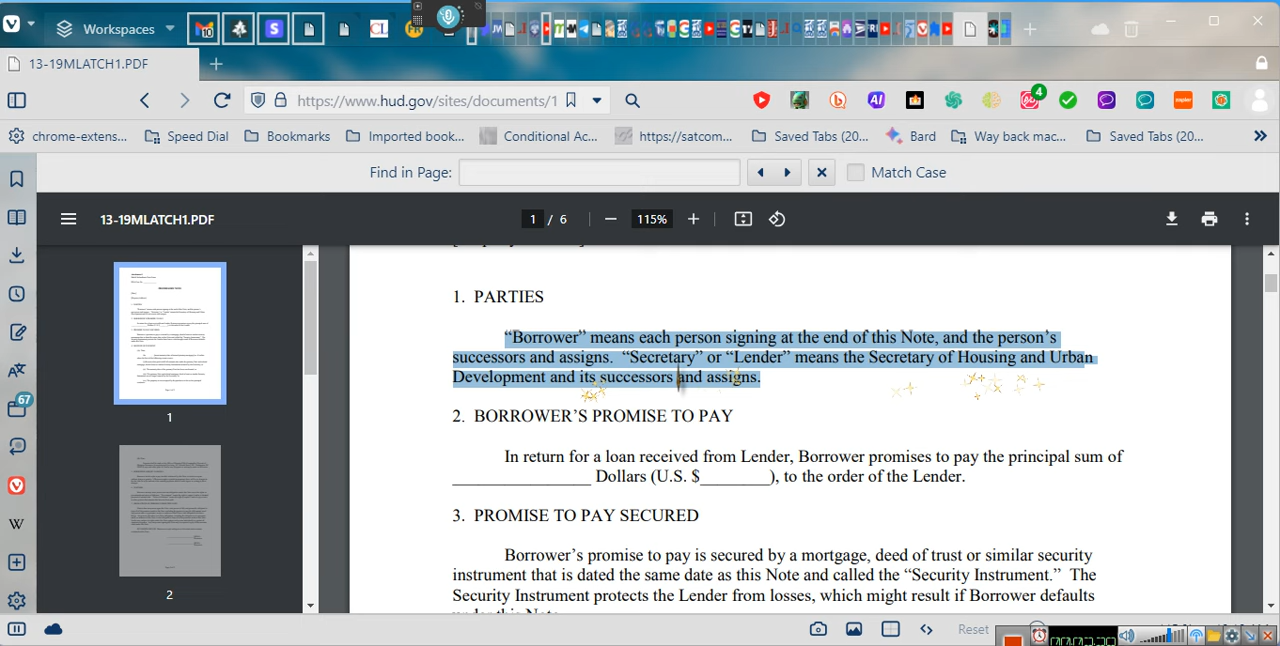 Workspaces
13-19MLATCH1.PDF
https://www.hud.gov/sites/documents/1
4
chrome-extens...
Speed Dial
Bookmarks
Imported book...
Conditional Ac...
https://satcom...
Saved Tabs (20...
Bard
Way back mac...
Saved Tabs (20...
Find in Page:
Match Case
13-19MLATCH1.PDF
1 / 6
115%
67
1
2
1. PARTIES
“Borrower” means each person signing at the end of this Note, and the person’s
successors and assigns. “Secretary” or “Lender” means the Secretary of Housing and Urban
Development and its successors and assigns.
2. BORROWER’S PROMISE TO PAY
In return for a loan received from Lender, Borrower promises to pay the principal sum of
________________ Dollars (U.S. $________), to the order of the Lender.
3. PROMISE TO PAY SECURED
Borrower’s promise to pay is secured by a mortgage, deed of trust or similar security
instrument that is dated the same date as this Note and called the “Security Instrument.” The
Security Instrument protects the Lender from losses, which might result if Borrower defaults
under this Note
Reset